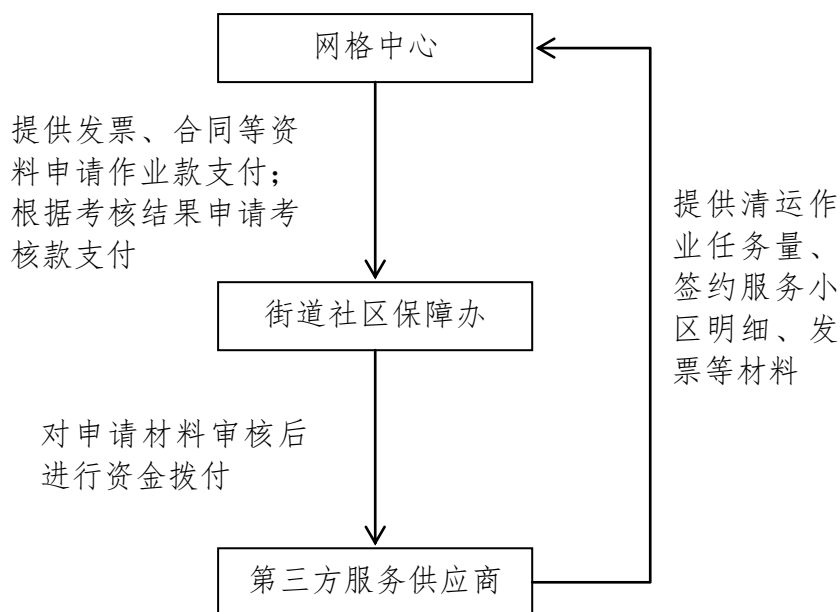 网格中心
提供发票、合同等资
料申请作业款支付；
根据考核结果申请考
核款支付
提供清运作
业任务量、
签约服务小
区明细、发
票等材料
街道社区保障办
对申请材料审核后
进行资金拨付
第三方服务供应商